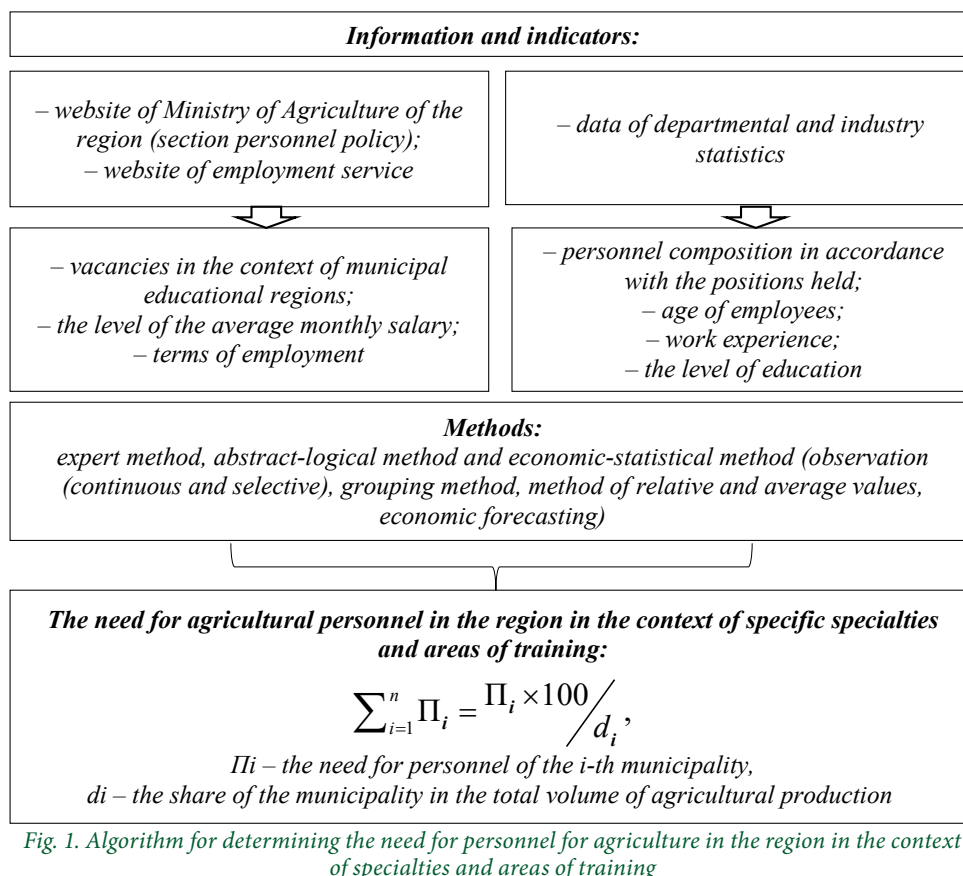 Information and indicators:
– website of Ministry of Agriculture of the
region (section personnel policy);
– website of employment service
– data of departmental and industry
statistics
– vacancies in the context of municipal
educational regions;
– the level of the average monthly salary;
– terms of employment
– personnel composition in accordance
with the positions held;
– age of employees;
– work experience;
– the level of education
Methods:
expert method, abstract-logical method and economic-statistical method (observation
(continuous and selective), grouping method, method of relative and average values,
economic forecasting)
The need for agricultural personnel in the region in the context of specific specialties
and areas of training:
∑ⁿᵢ₌₁ Πᵢ = Πᵢ × 100 / dᵢ ,
Πi – the need for personnel of the i-th municipality,
di – the share of the municipality in the total volume of agricultural production
Fig. 1. Algorithm for determining the need for personnel for agriculture in the region in the context
of specialties and areas of training